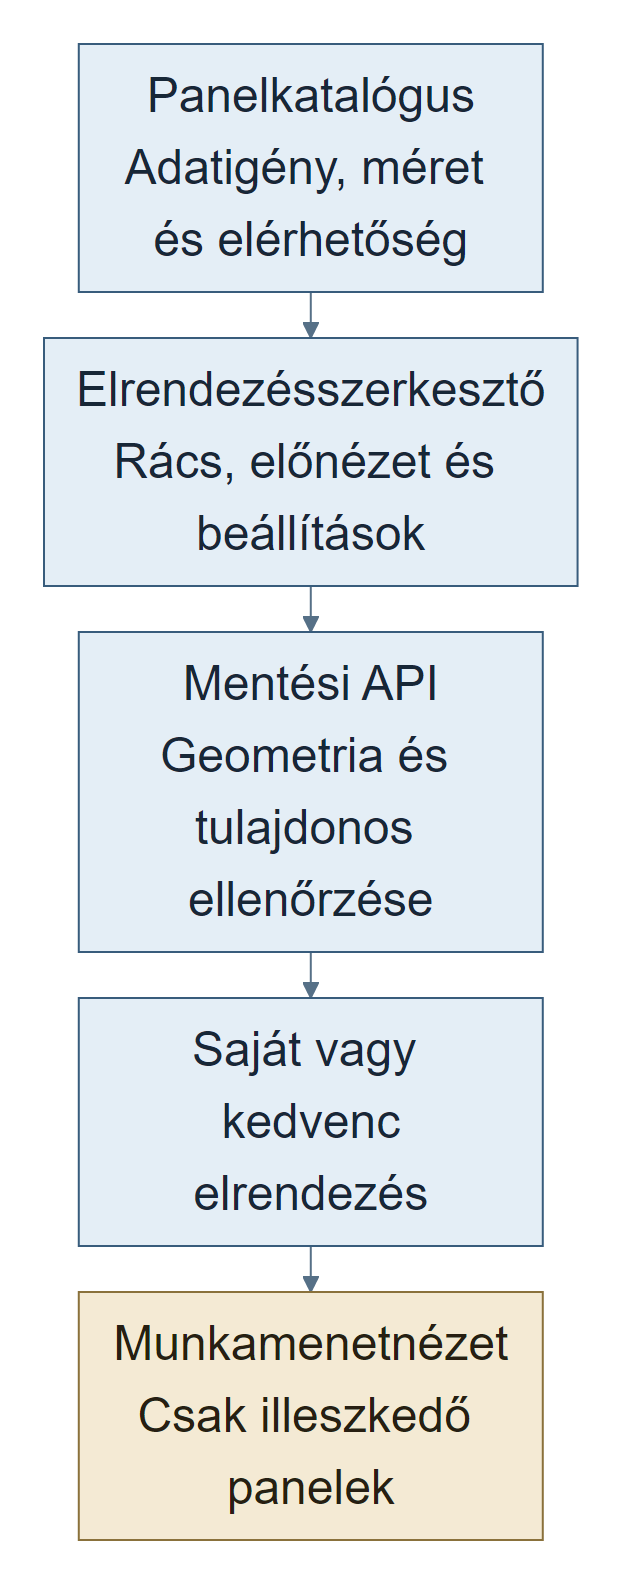 Panelkatalógus
Adatigény, méret
és elérhetőség
Elrendezésszerkesztő
Rács, előnézet és
beállítások
Mentési API
Geometria és
tulajdonos
ellenőrzése
Saját vagy
kedvenc
elrendezés
Munkamenetnézet
Csak illeszkedő
panelek